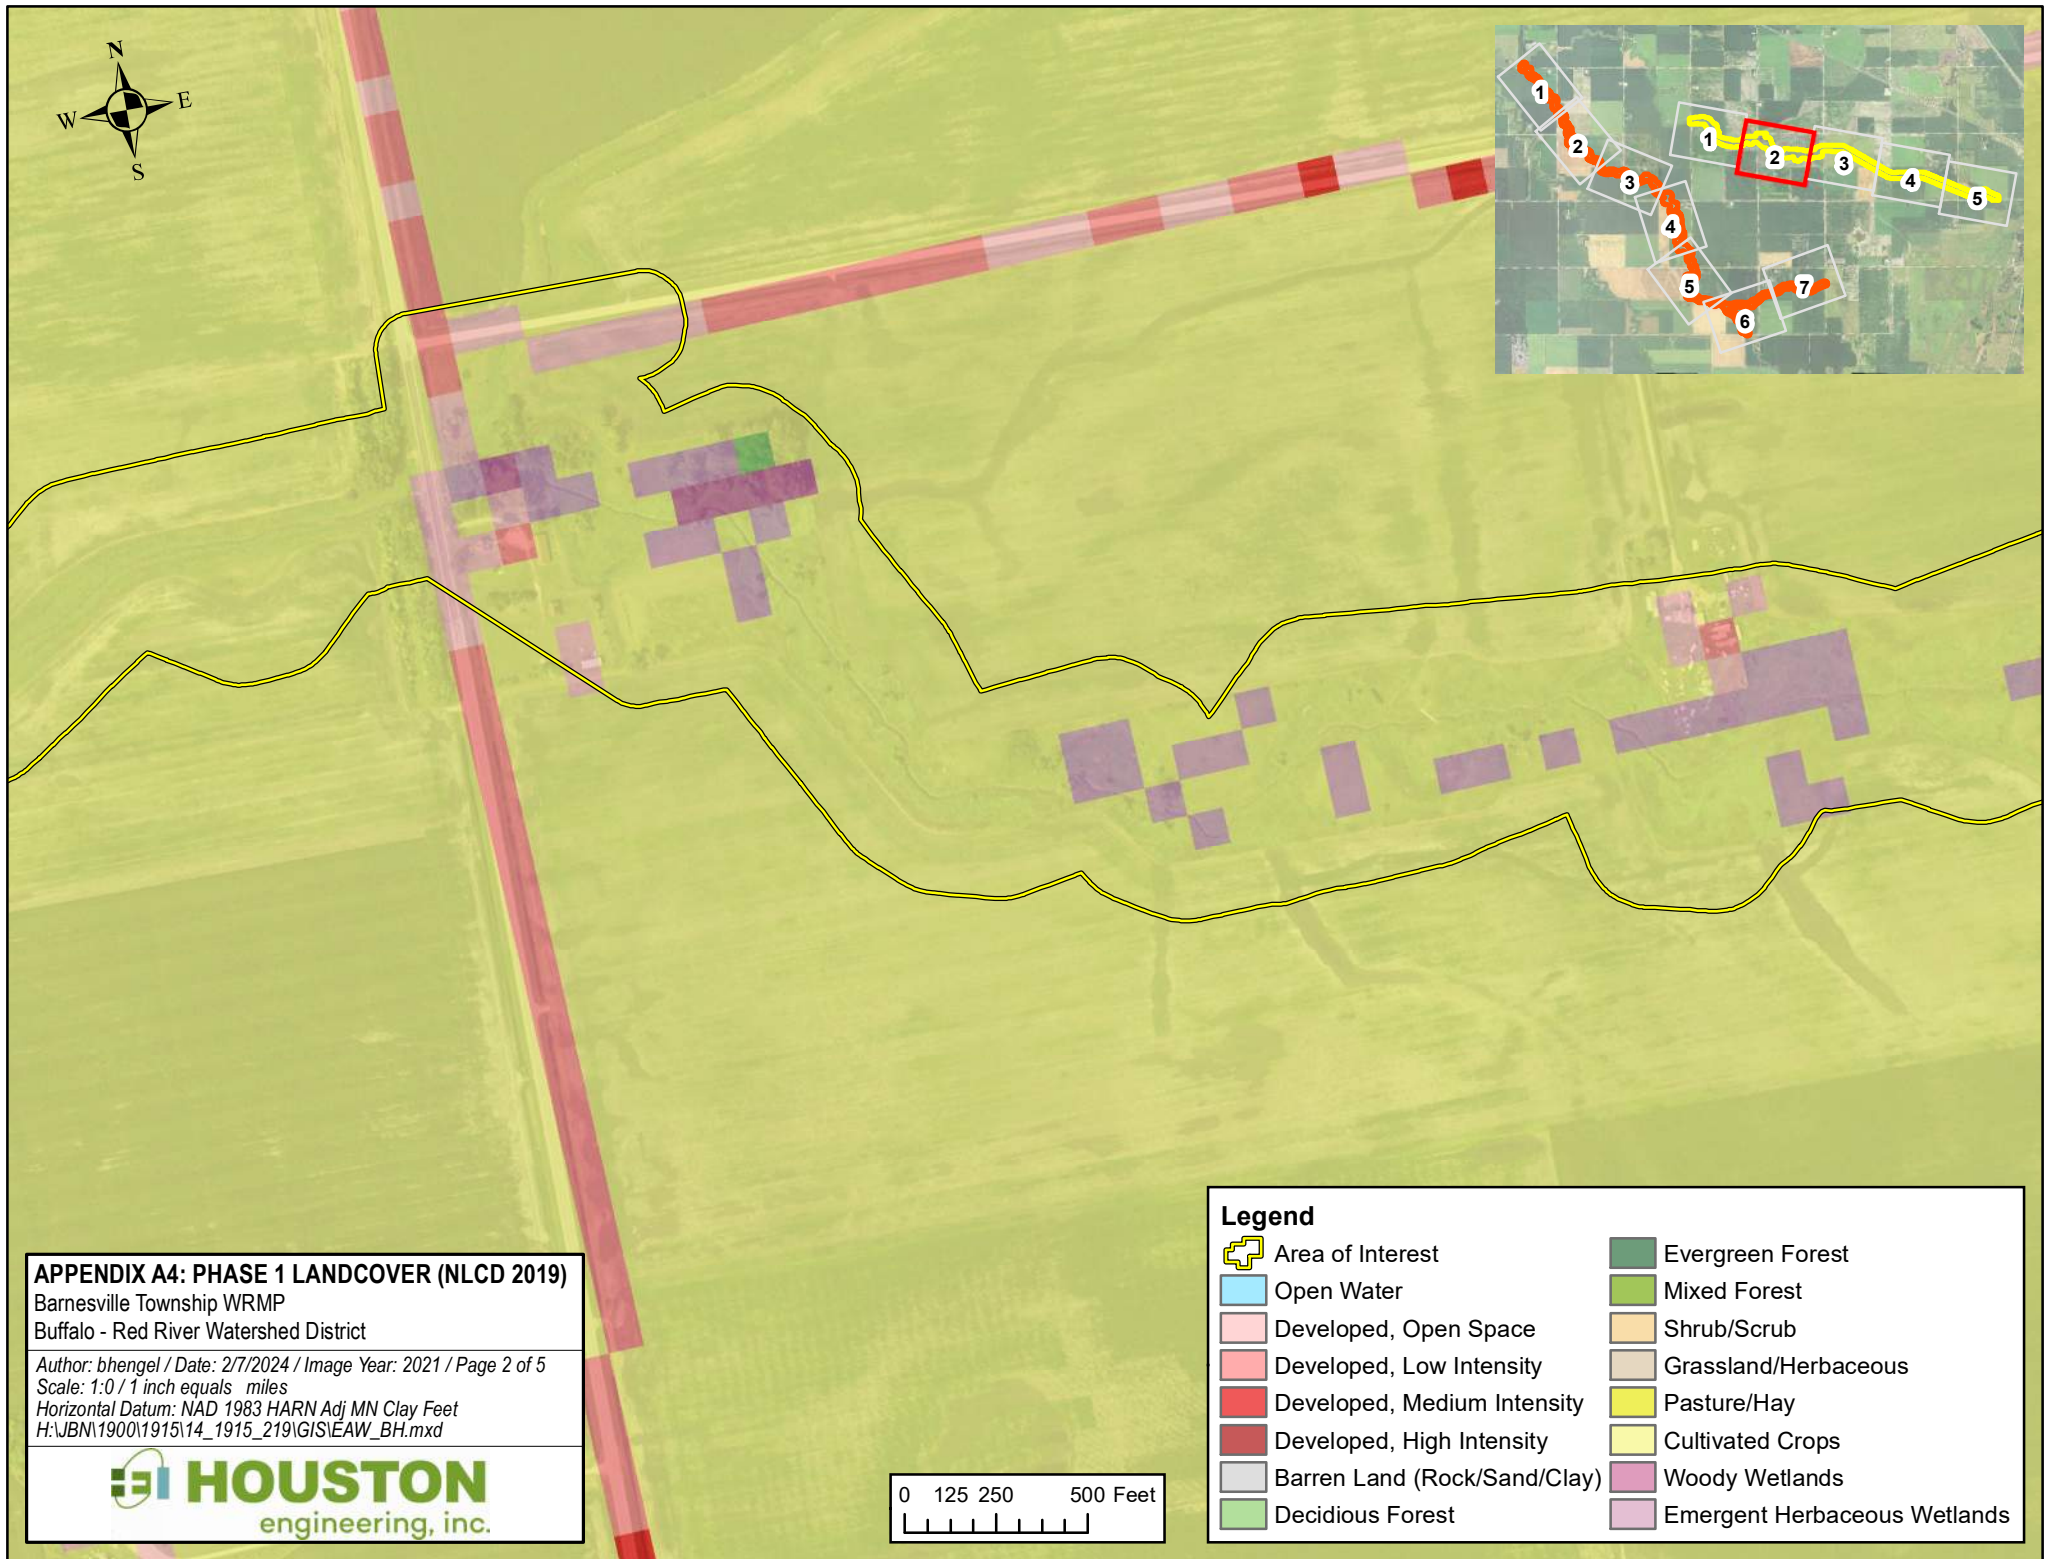 N
W E
S
1
2
3
4
5
6
7
1
2
3
4
5
APPENDIX A4: PHASE 1 LANDCOVER (NLCD 2019)
Barnesville Township WRMP
Buffalo - Red River Watershed District
Author: bhengel / Date: 2/7/2024 / Image Year: 2021 / Page 2 of 5
Scale: 1:0 / 1 inch equals miles
Horizontal Datum: NAD 1983 HARN Adj MN Clay Feet
H:\JBN\1900\1915\14_1915_219\GIS\EAW_BH.mxd
HOUSTON
engineering, inc.
0 125 250 500 Feet
Legend
Area of Interest
Open Water
Developed, Open Space
Developed, Low Intensity
Developed, Medium Intensity
Developed, High Intensity
Barren Land (Rock/Sand/Clay)
Decidious Forest
Evergreen Forest
Mixed Forest
Shrub/Scrub
Grassland/Herbaceous
Pasture/Hay
Cultivated Crops
Woody Wetlands
Emergent Herbaceous Wetlands